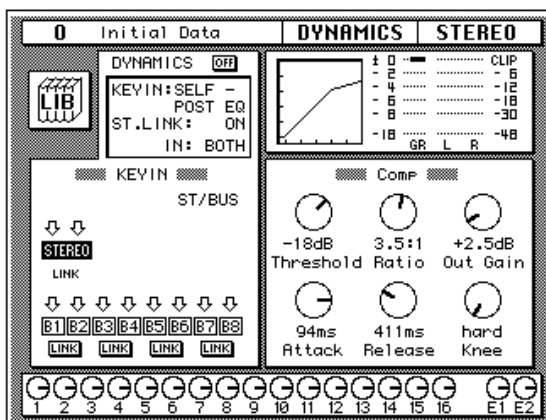 0 Initial Data DYNAMICS STEREO
DYNAMICS OFF
LIB
KEYIN:SELF -
POST EQ
ST.LINK: ON
IN: BOTH
± 0 CLIP
- 2 - 6
- 4 -12
- 6 -18
- 8 -30
-18 -48
GR L R
KEYIN
ST/BUS
STEREO
LINK
B1 B2 B3 B4 B5 B6 B7 B8
LINK LINK LINK LINK
Comp
-18dB 3.5:1 +2.5dB
Threshold Ratio Out Gain
94ms 411ms hard
Attack Release Knee
1 2 3 4 5 6 7 8 9 10 11 12 13 14 15 16 E1 E2